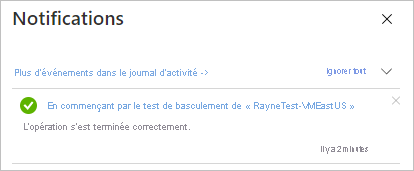 Notifications
Plus d'événements dans le journal d'activité -> Ignorer tout
En commençant par le test de basculement de « RayneTest-VMEastUS »
L'opération s'est terminée correctement.
Il y a 2 minutes